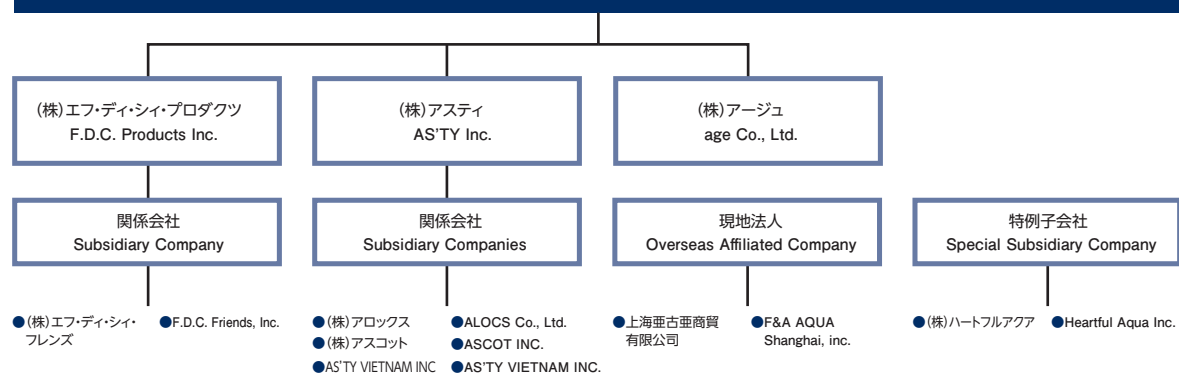 (株)エフ・ディ・シィ・プロダクツ
F.D.C. Products Inc.
(株)アスティ
AS'TY Inc.
(株)アージュ
age Co., Ltd.
関係会社
Subsidiary Company
関係会社
Subsidiary Companies
現地法人
Overseas Affiliated Company
特例子会社
Special Subsidiary Company
●(株)エフ・ディ・シィ・
フレンズ
●F.D.C. Friends, Inc.
●(株)アロックス
●ALOCS Co., Ltd.
●(株)アスコット
●ASCOT INC.
●AS'TY VIETNAM INC
●AS'TY VIETNAM INC.
●上海亜古亜商貿
有限公司
●F&A AQUA
Shanghai, inc.
●(株)ハートフルアクア
●Heartful Aqua Inc.